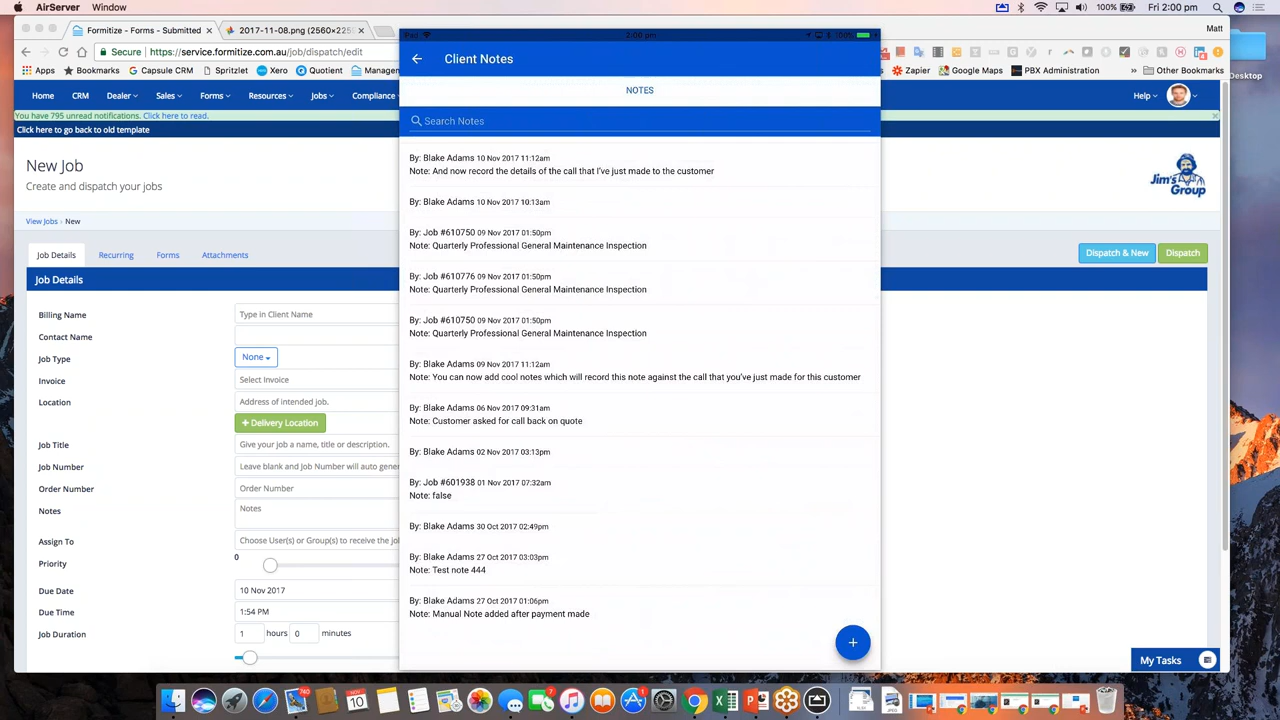 AirServer Window
100% Fri 2:00 pm
Formitize - Forms - Submitted
2017-11-08.png (2560×225
Matt
Secure https://service.formitize.com.au/job/dispatch/edit
Apps Bookmarks Capsule CRM Spritzlet Xero Quotient Manageme
Zapier Google Maps PBX Administration » Other Bookmarks
Desktop
Home CRM Dealer Sales Forms Resources Jobs Compliance
Help
You have 795 unread notifications. Click here to read.
Click here to go back to old template
New Job
Create and dispatch your jobs
Jim's
Group
View Jobs › New
Job Details Recurring Forms Attachments
Dispatch & New Dispatch
Job Details
Billing Name Type in Client Name
Contact Name
Job Type None
Invoice Select Invoice
Location Address of intended job.
+ Delivery Location
Job Title Give your job a name, title or description.
Job Number Leave blank and Job Number will auto gener
Order Number Order Number
Notes Notes
Assign To Choose User(s) or Group(s) to receive the jo
Priority 0
Due Date 10 Nov 2017
Due Time 1:54 PM
Job Duration 1 hours 0 minutes
My Tasks
iPad 2:00 pm 100%
Client Notes
NOTES
Search Notes
By: Blake Adams 10 Nov 2017 11:12am
Note: And now record the details of the call that I've just made to the customer
By: Blake Adams 10 Nov 2017 10:13am
By: Job #610750 09 Nov 2017 01:50pm
Note: Quarterly Professional General Maintenance Inspection
By: Job #610776 09 Nov 2017 01:50pm
Note: Quarterly Professional General Maintenance Inspection
By: Job #610750 09 Nov 2017 01:50pm
Note: Quarterly Professional General Maintenance Inspection
By: Blake Adams 09 Nov 2017 11:12am
Note: You can now add cool notes which will record this note against the call that you've just made for this customer
By: Blake Adams 06 Nov 2017 09:31am
Note: Customer asked for call back on quote
By: Blake Adams 02 Nov 2017 03:13pm
By: Job #601938 01 Nov 2017 07:32am
Note: false
By: Blake Adams 30 Oct 2017 02:49pm
By: Blake Adams 27 Oct 2017 03:03pm
Note: Test note 444
By: Blake Adams 27 Oct 2017 01:06pm
Note: Manual Note added after payment made
+